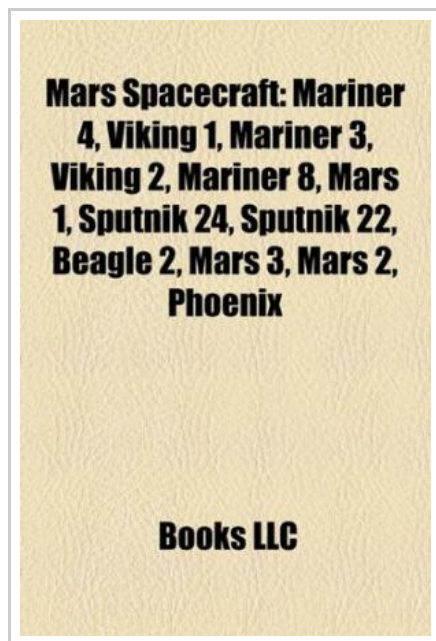 Mars Spacecraft: Mariner
4, Viking 1, Mariner 3,
Viking 2, Mariner 8, Mars
1, Sputnik 24, Sputnik 22,
Beagle 2, Mars 3, Mars 2,
Phoenix
Books LLC